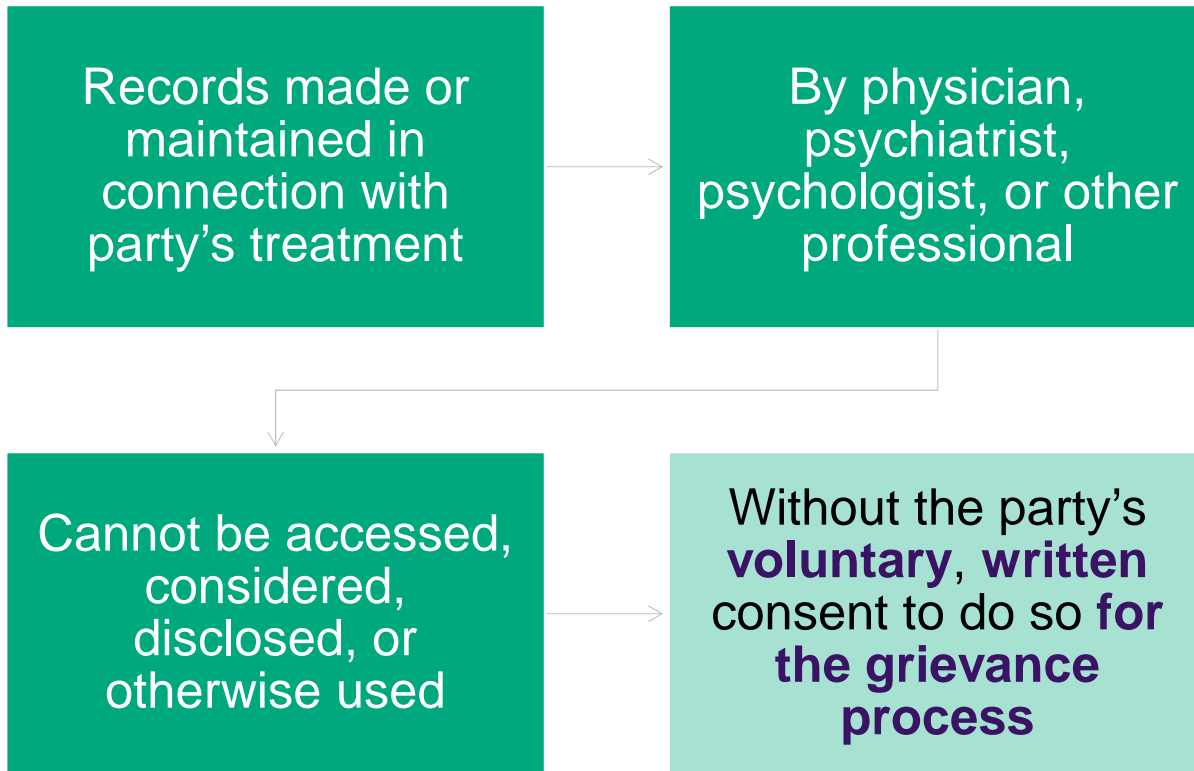 Records made or
maintained in
connection with
party’s treatment
By physician,
psychiatrist,
psychologist, or other
professional
Cannot be accessed,
considered,
disclosed, or
otherwise used
Without the party’s
voluntary, written
consent to do so for
the grievance
process